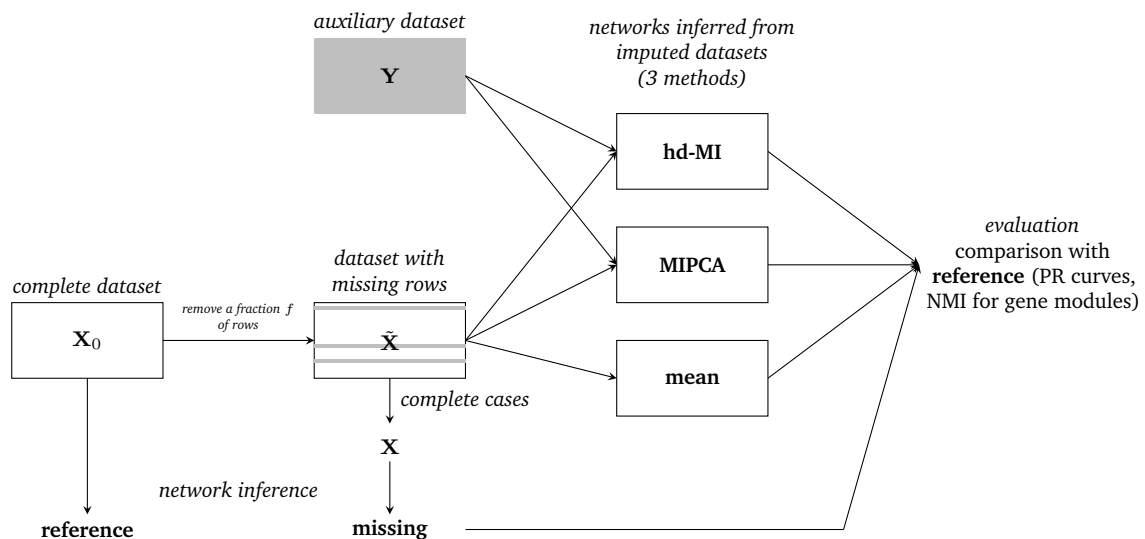 auxiliary dataset
Y
networks inferred from
imputed datasets
(3 methods)
hd-MI
MIPCA
mean
complete dataset
X₀
remove a fraction f
of rows
dataset with
missing rows
X̃
complete cases
X
network inference
reference
missing
evaluation
comparison with
reference (PR curves,
NMI for gene modules)